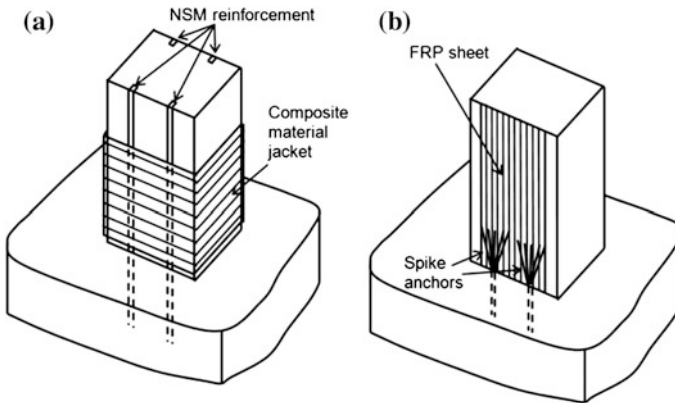 (a)
NSM reinforcement
Composite
material
jacket
(b)
FRP sheet
Spike
anchors